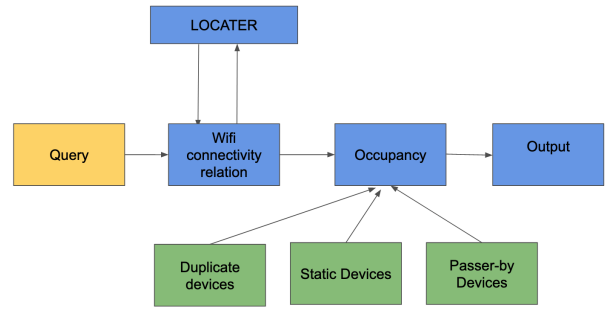 LOCATER
Query
Wifi
connectivity
relation
Occupancy
Output
Duplicate
devices
Static Devices
Passer-by
Devices